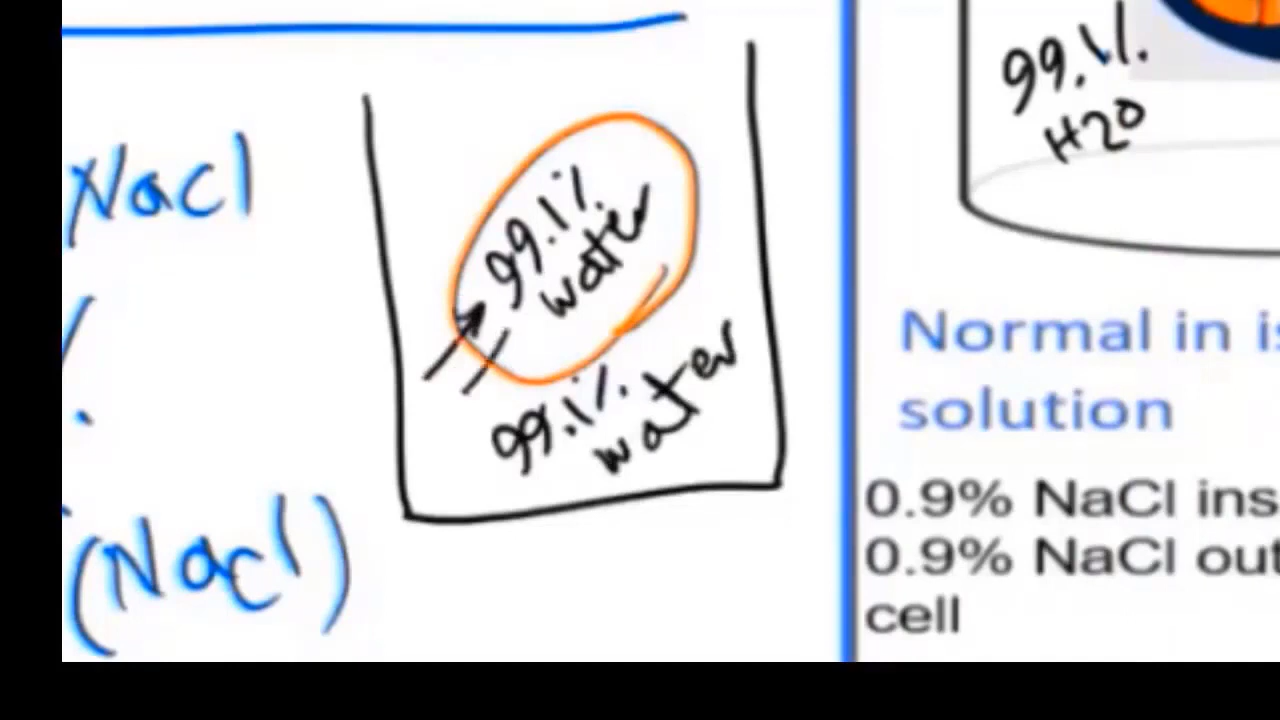 Nacl
(Nacl)
99.1%
water
99.1%
water
99.1%
H2O
Normal in is
solution
0.9% NaCl ins
0.9% NaCl out
cell